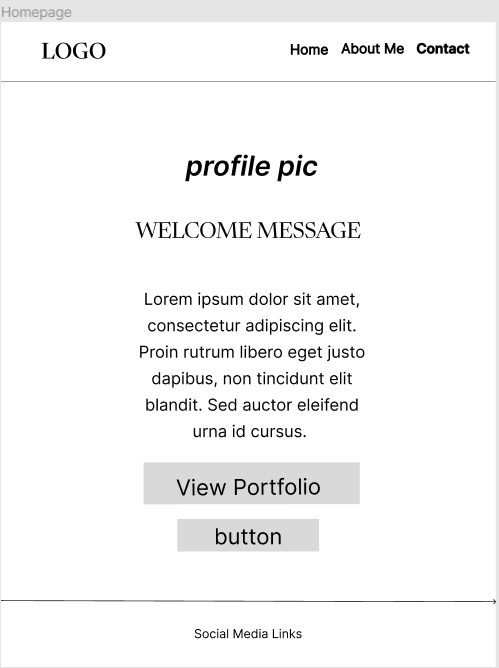 Homepage
LOGO
Home About Me Contact
profile pic
WELCOME MESSAGE
Lorem ipsum dolor sit amet,
consectetur adipiscing elit.
Proin rutrum libero eget justo
dapibus, non tincidunt elit
blandit. Sed auctor eleifend
urna id cursus.
View Portfolio
button
Social Media Links